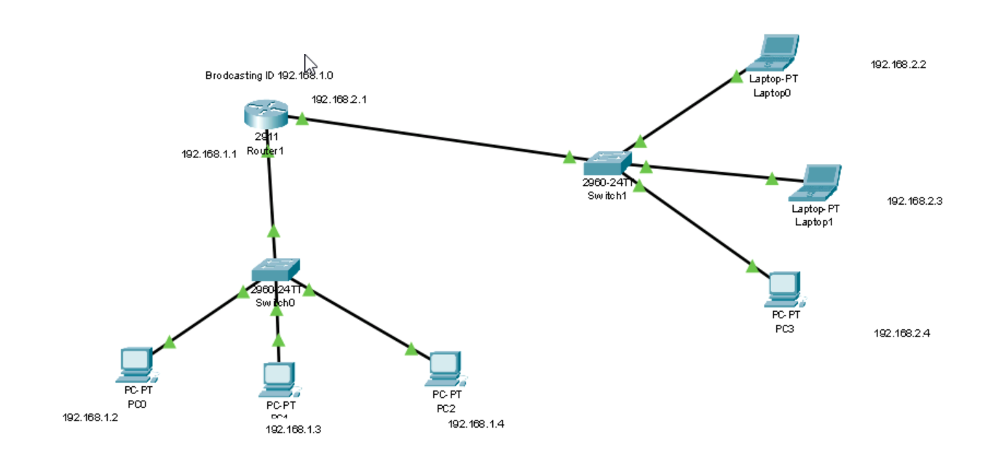 Brodcasting ID 192.168.1.0
192.168.2.1
2911
Router1
192.168.1.1
Laptop-PT
Laptop0
192.168.2.2
2960-24TT
Switch1
Laptop-PT
Laptop1
192.168.2.3
2960-24TT
Switch0
PC-PT
PC3
192.168.2.4
PC-PT
PC0
192.168.1.2
PC-PT
PC1
192.168.1.3
PC-PT
PC2
192.168.1.4